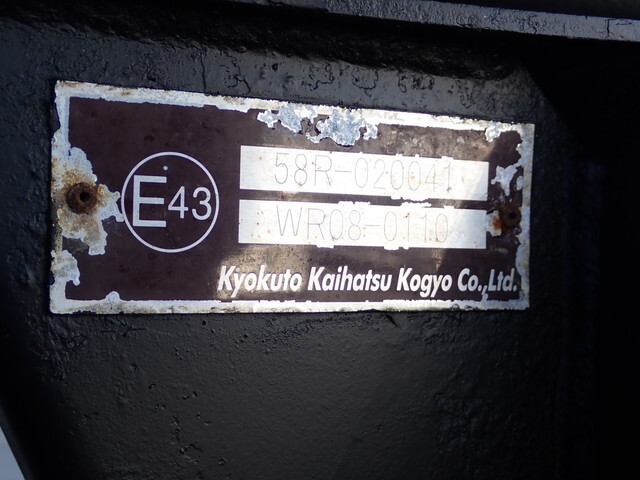 E43
58R-020041
WR08-0110
Kyokuto Kaihatsu Kogyo Co.,Ltd.